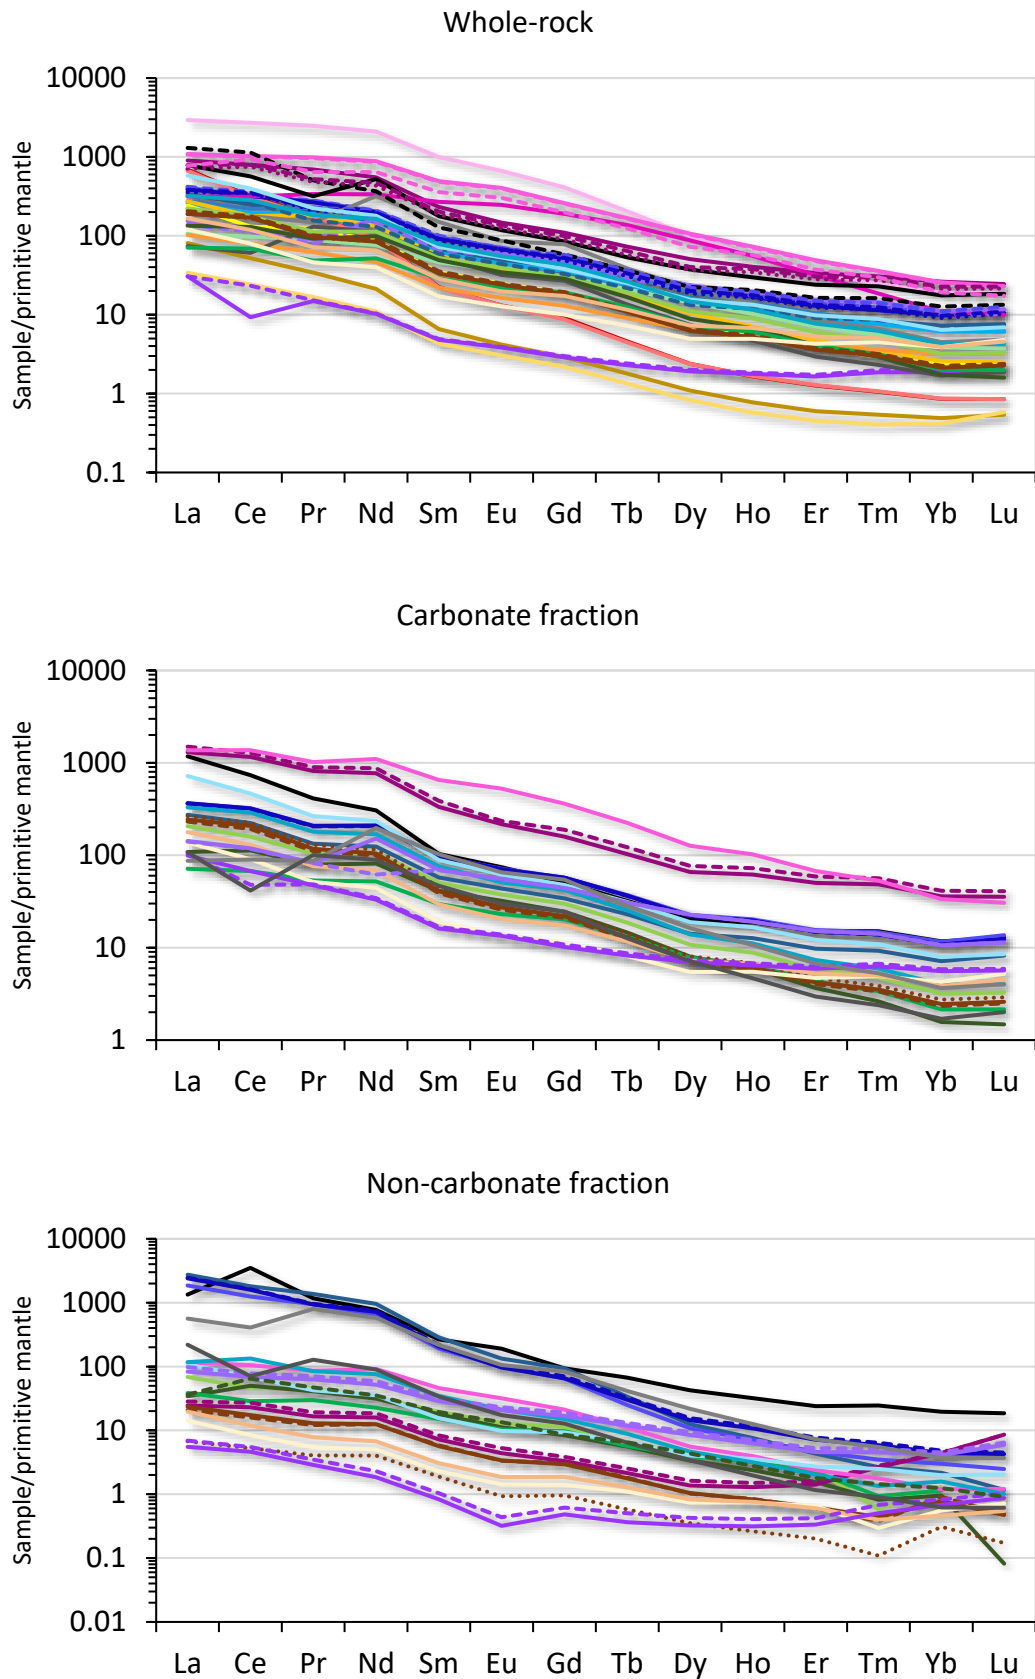 Whole-rock
Sample/primitive mantle
10000
1000
100
10
1
0.1
La Ce Pr Nd Sm Eu Gd Tb Dy Ho Er Tm Yb Lu
Carbonate fraction
Sample/primitive mantle
10000
1000
100
10
1
La Ce Pr Nd Sm Eu Gd Tb Dy Ho Er Tm Yb Lu
Non-carbonate fraction
Sample/primitive mantle
10000
1000
100
10
1
0.1
0.01
La Ce Pr Nd Sm Eu Gd Tb Dy Ho Er Tm Yb Lu